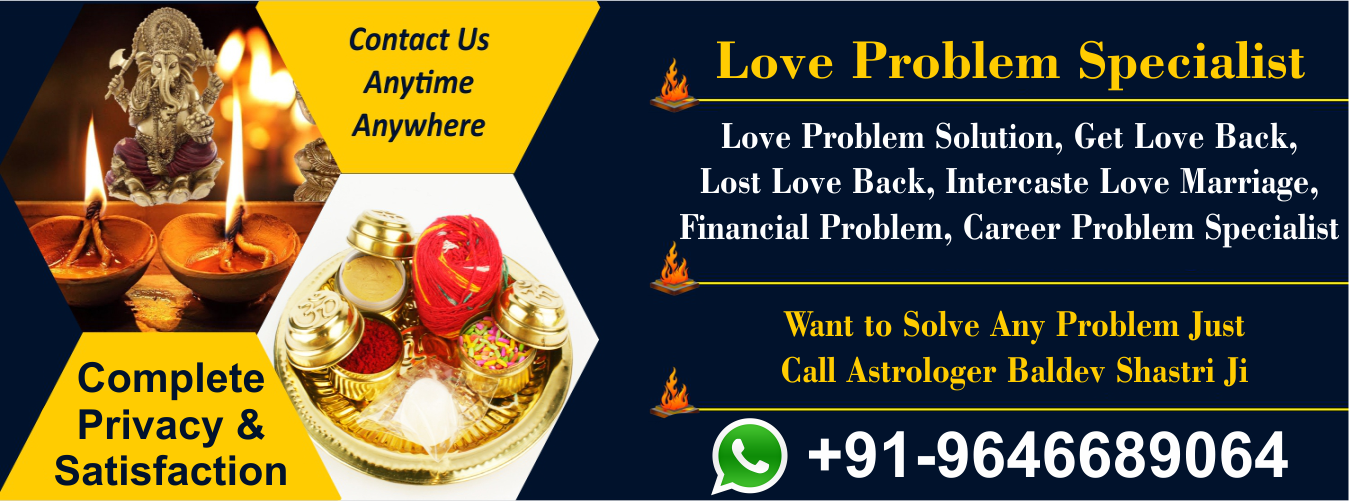 Contact Us
Anytime
Anywhere
Complete
Privacy &
Satisfaction
Love Problem Specialist
Love Problem Solution, Get Love Back,
Lost Love Back, Intercaste Love Marriage,
Financial Problem, Career Problem Specialist
Want to Solve Any Problem Just
Call Astrologer Baldev Shastri Ji
+91-9646689064
ॐ
ॐ